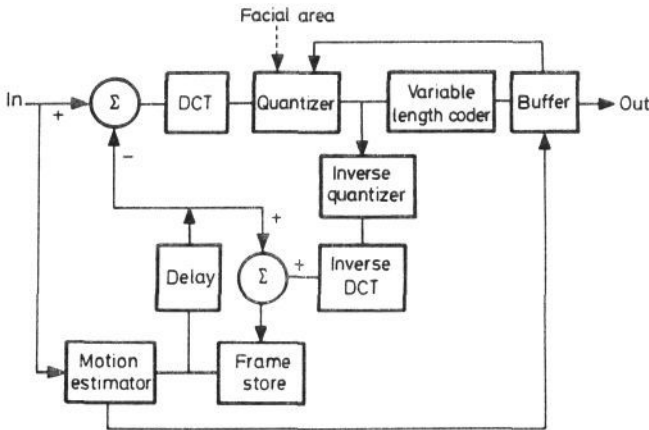 Facial area
In
+
Σ
DCT
Quantizer
Variable
length coder
Buffer
Out
−
Inverse
quantizer
+
Delay
Σ
+
Inverse
DCT
Motion
estimator
Frame
store